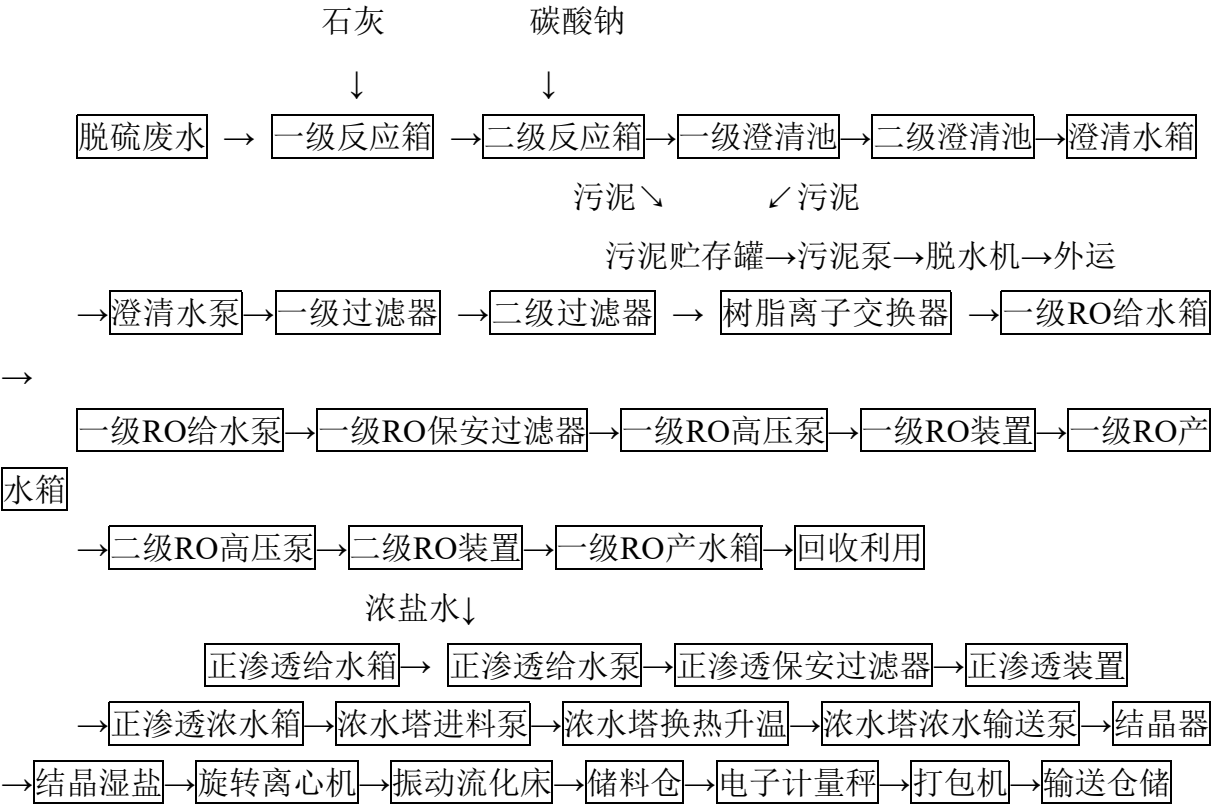 石灰 碳酸钠
↓ ↓
脱硫废水 → 一级反应箱 →二级反应箱→一级澄清池→二级澄清池→澄清水箱
污泥↘ ↙污泥
污泥贮存罐→污泥泵→脱水机→外运
→澄清水泵→一级过滤器 →二级过滤器 → 树脂离子交换器 →一级RO给水箱
→
一级RO给水泵→一级RO保安过滤器→一级RO高压泵→一级RO装置→一级RO产
水箱
→二级RO高压泵→二级RO装置→一级RO产水箱→回收利用
浓盐水↓
正渗透给水箱→ 正渗透给水泵→正渗透保安过滤器→正渗透装置
→正渗透浓水箱→浓水塔进料泵→浓水塔换热升温→浓水塔浓水输送泵→结晶器
→结晶湿盐→旋转离心机→振动流化床→储料仓→电子计量秤→打包机→输送仓储